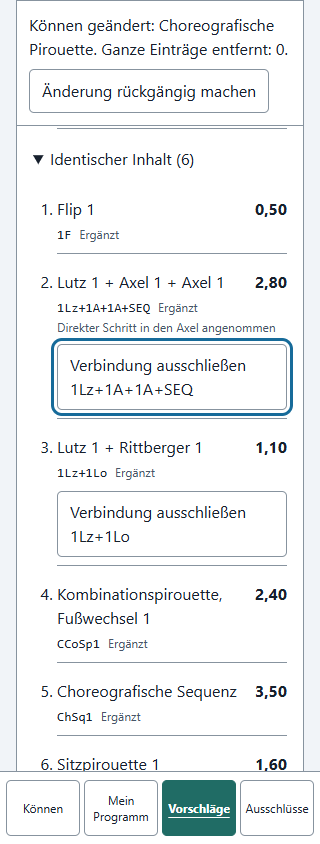 Können geändert: Choreografische
Pirouette. Ganze Einträge entfernt: 0.
Änderung rückgängig machen
▼ Identischer Inhalt (6)
1. Flip 1 0,50
1F Ergänzt
2. Lutz 1 + Axel 1 + Axel 1 2,80
1Lz+1A+1A+SEQ Ergänzt
Direkter Schritt in den Axel angenommen
Verbindung ausschließen
1Lz+1A+1A+SEQ
3. Lutz 1 + Rittberger 1 1,10
1Lz+1Lo Ergänzt
Verbindung ausschließen
1Lz+1Lo
4. Kombinationspirouette, 2,40
Fußwechsel 1
CCoSp1 Ergänzt
5. Choreografische Sequenz 3,50
ChSq1 Ergänzt
6. Sitzpirouette 1 1,60
Können
Mein
Programm
Vorschläge
Ausschlüsse